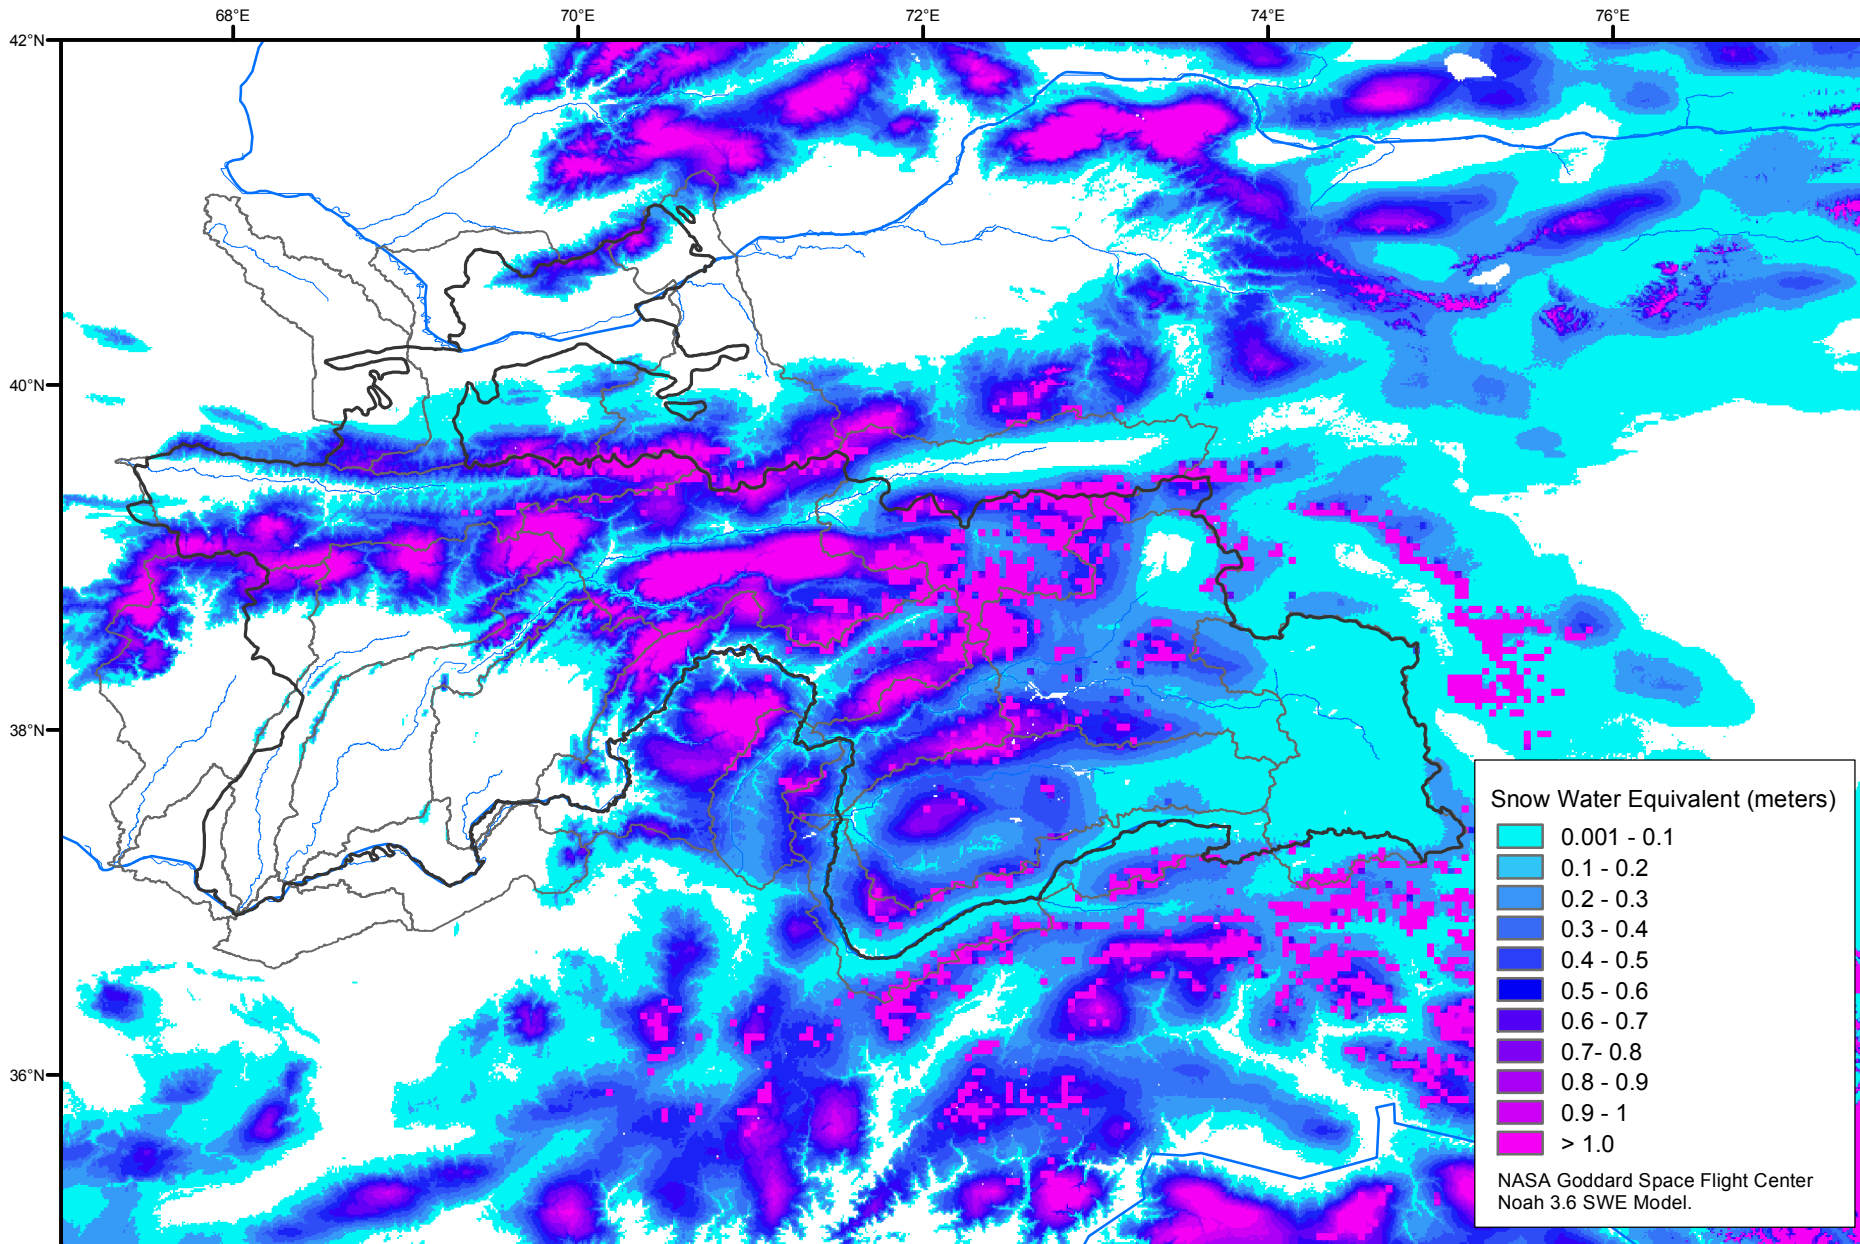 68°E
70°E
72°E
74°E
76°E
42°N
40°N
38°N
36°N
Snow Water Equivalent (meters)
0.001 - 0.1
0.1 - 0.2
0.2 - 0.3
0.3 - 0.4
0.4 - 0.5
0.5 - 0.6
0.6 - 0.7
0.7- 0.8
0.8 - 0.9
0.9 - 1
> 1.0
NASA Goddard Space Flight Center
Noah 3.6 SWE Model.